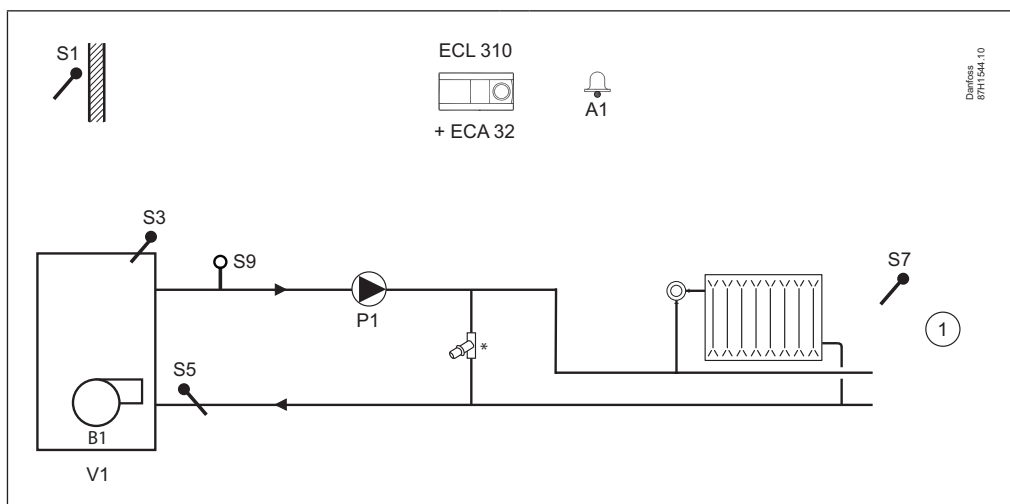 S1
ECL 310
+ ECA 32
A1
Danfoss
87H1544.10
S3
S9
P1
*
S7
1
S5
B1
V1